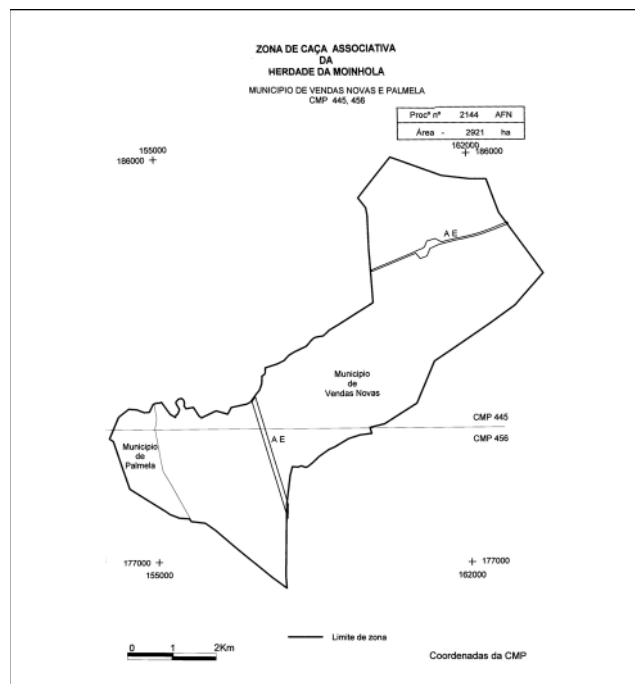 ZONA DE CAÇA ASSOCIATIVA
DA
HERDADE DA MOINHOLA
MUNICIPIO DE VENDAS NOVAS E PALMELA
CMP 445, 456
Procº nº 2144 AFN
Área - 2921 ha
155000
186000
162000
186000
A E
Municipio
de
Vendas Novas
CMP 445
CMP 456
A E
Municipio
de
Palmela
177000
155000
177000
162000
0 1 2Km
Limite de zona
Coordenadas da CMP